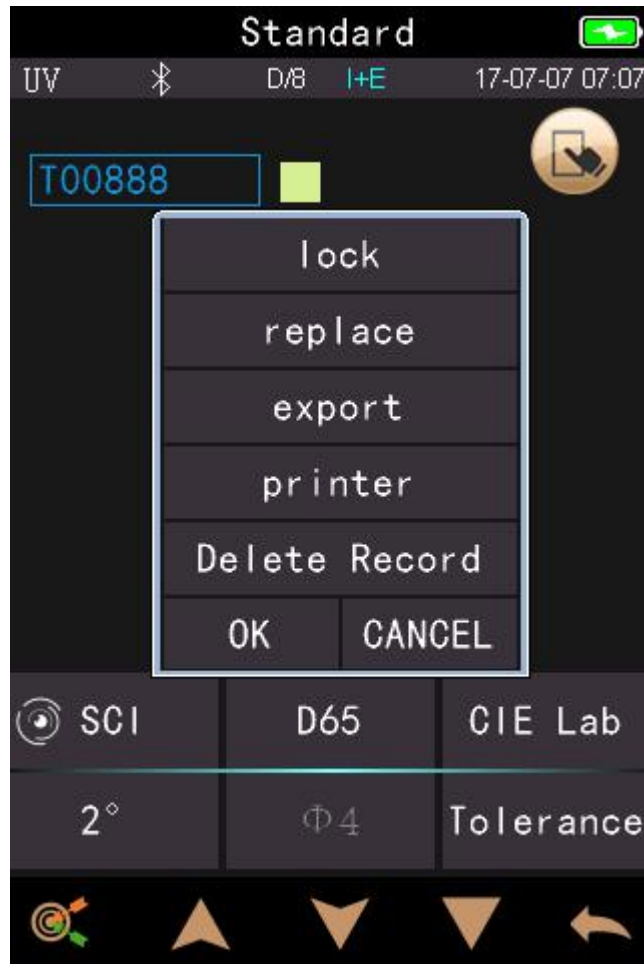 Standard
UV D/8 I+E 17-07-07 07:07
T00888
lock
replace
export
printer
Delete Record
OK CANCEL
SCI D65 CIE Lab
2° Φ4 Tolerance